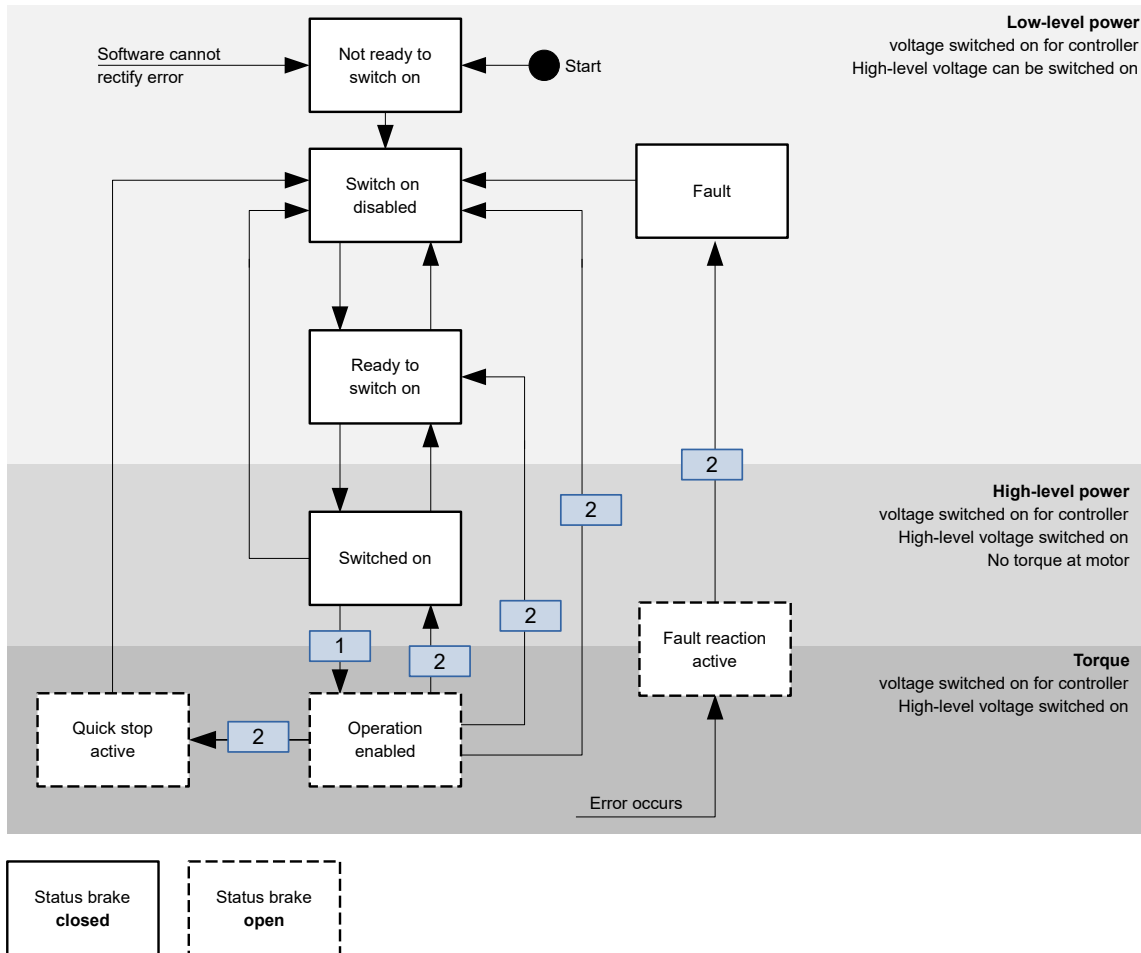 Low-level power
voltage switched on for controller
High-level voltage can be switched on
Software cannot
rectify error
Not ready to
switch on
Start
Switch on
disabled
Fault
Ready to
switch on
2
High-level power
voltage switched on for controller
High-level voltage switched on
No torque at motor
2
Switched on
2
1
2
Fault reaction
active
Torque
voltage switched on for controller
High-level voltage switched on
Quick stop
active
2
Operation
enabled
Error occurs
Status brake
closed
Status brake
open